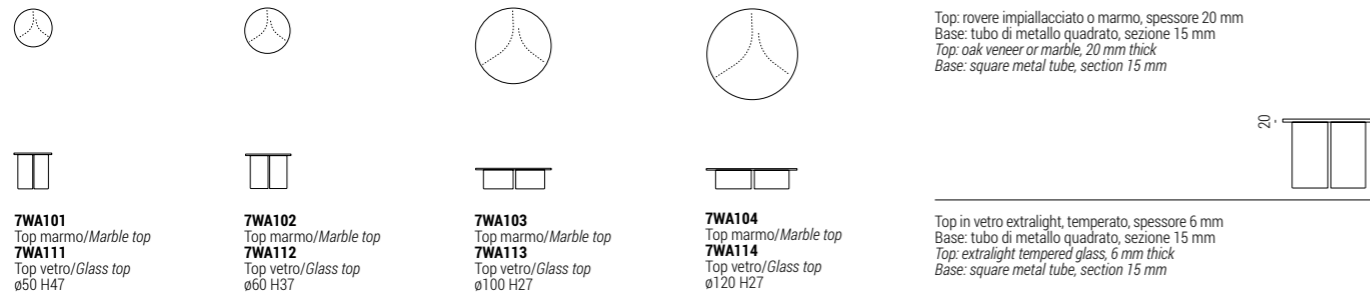 7WA101
Top marmo/Marble top
7WA111
Top vetro/Glass top
ø50 H47
7WA102
Top marmo/Marble top
7WA112
Top vetro/Glass top
ø60 H37
7WA103
Top marmo/Marble top
7WA113
Top vetro/Glass top
ø100 H27
7WA104
Top marmo/Marble top
7WA114
Top vetro/Glass top
ø120 H27
Top: rovere impiallacciato o marmo, spessore 20 mm
Base: tubo di metallo quadrato, sezione 15 mm
Top: oak veneer or marble, 20 mm thick
Base: square metal tube, section 15 mm
20
Top in vetro extralight, temperato, spessore 6 mm
Base: tubo di metallo quadrato, sezione 15 mm
Top: extralight tempered glass, 6 mm thick
Base: square metal tube, section 15 mm